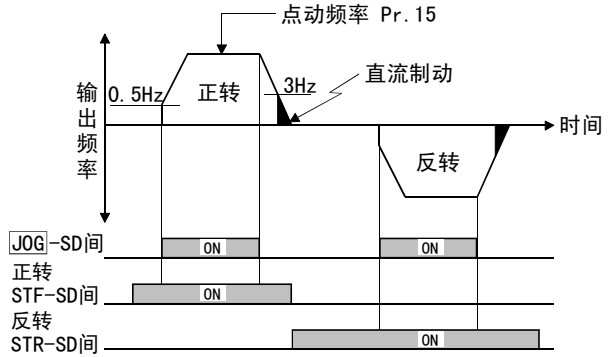 点动频率 Pr.15
直流制动
输出频率
0.5Hz
正转
3Hz
时间
反转
JOG-SD间
ON
ON
正转
STF-SD间
ON
反转
STR-SD间
ON